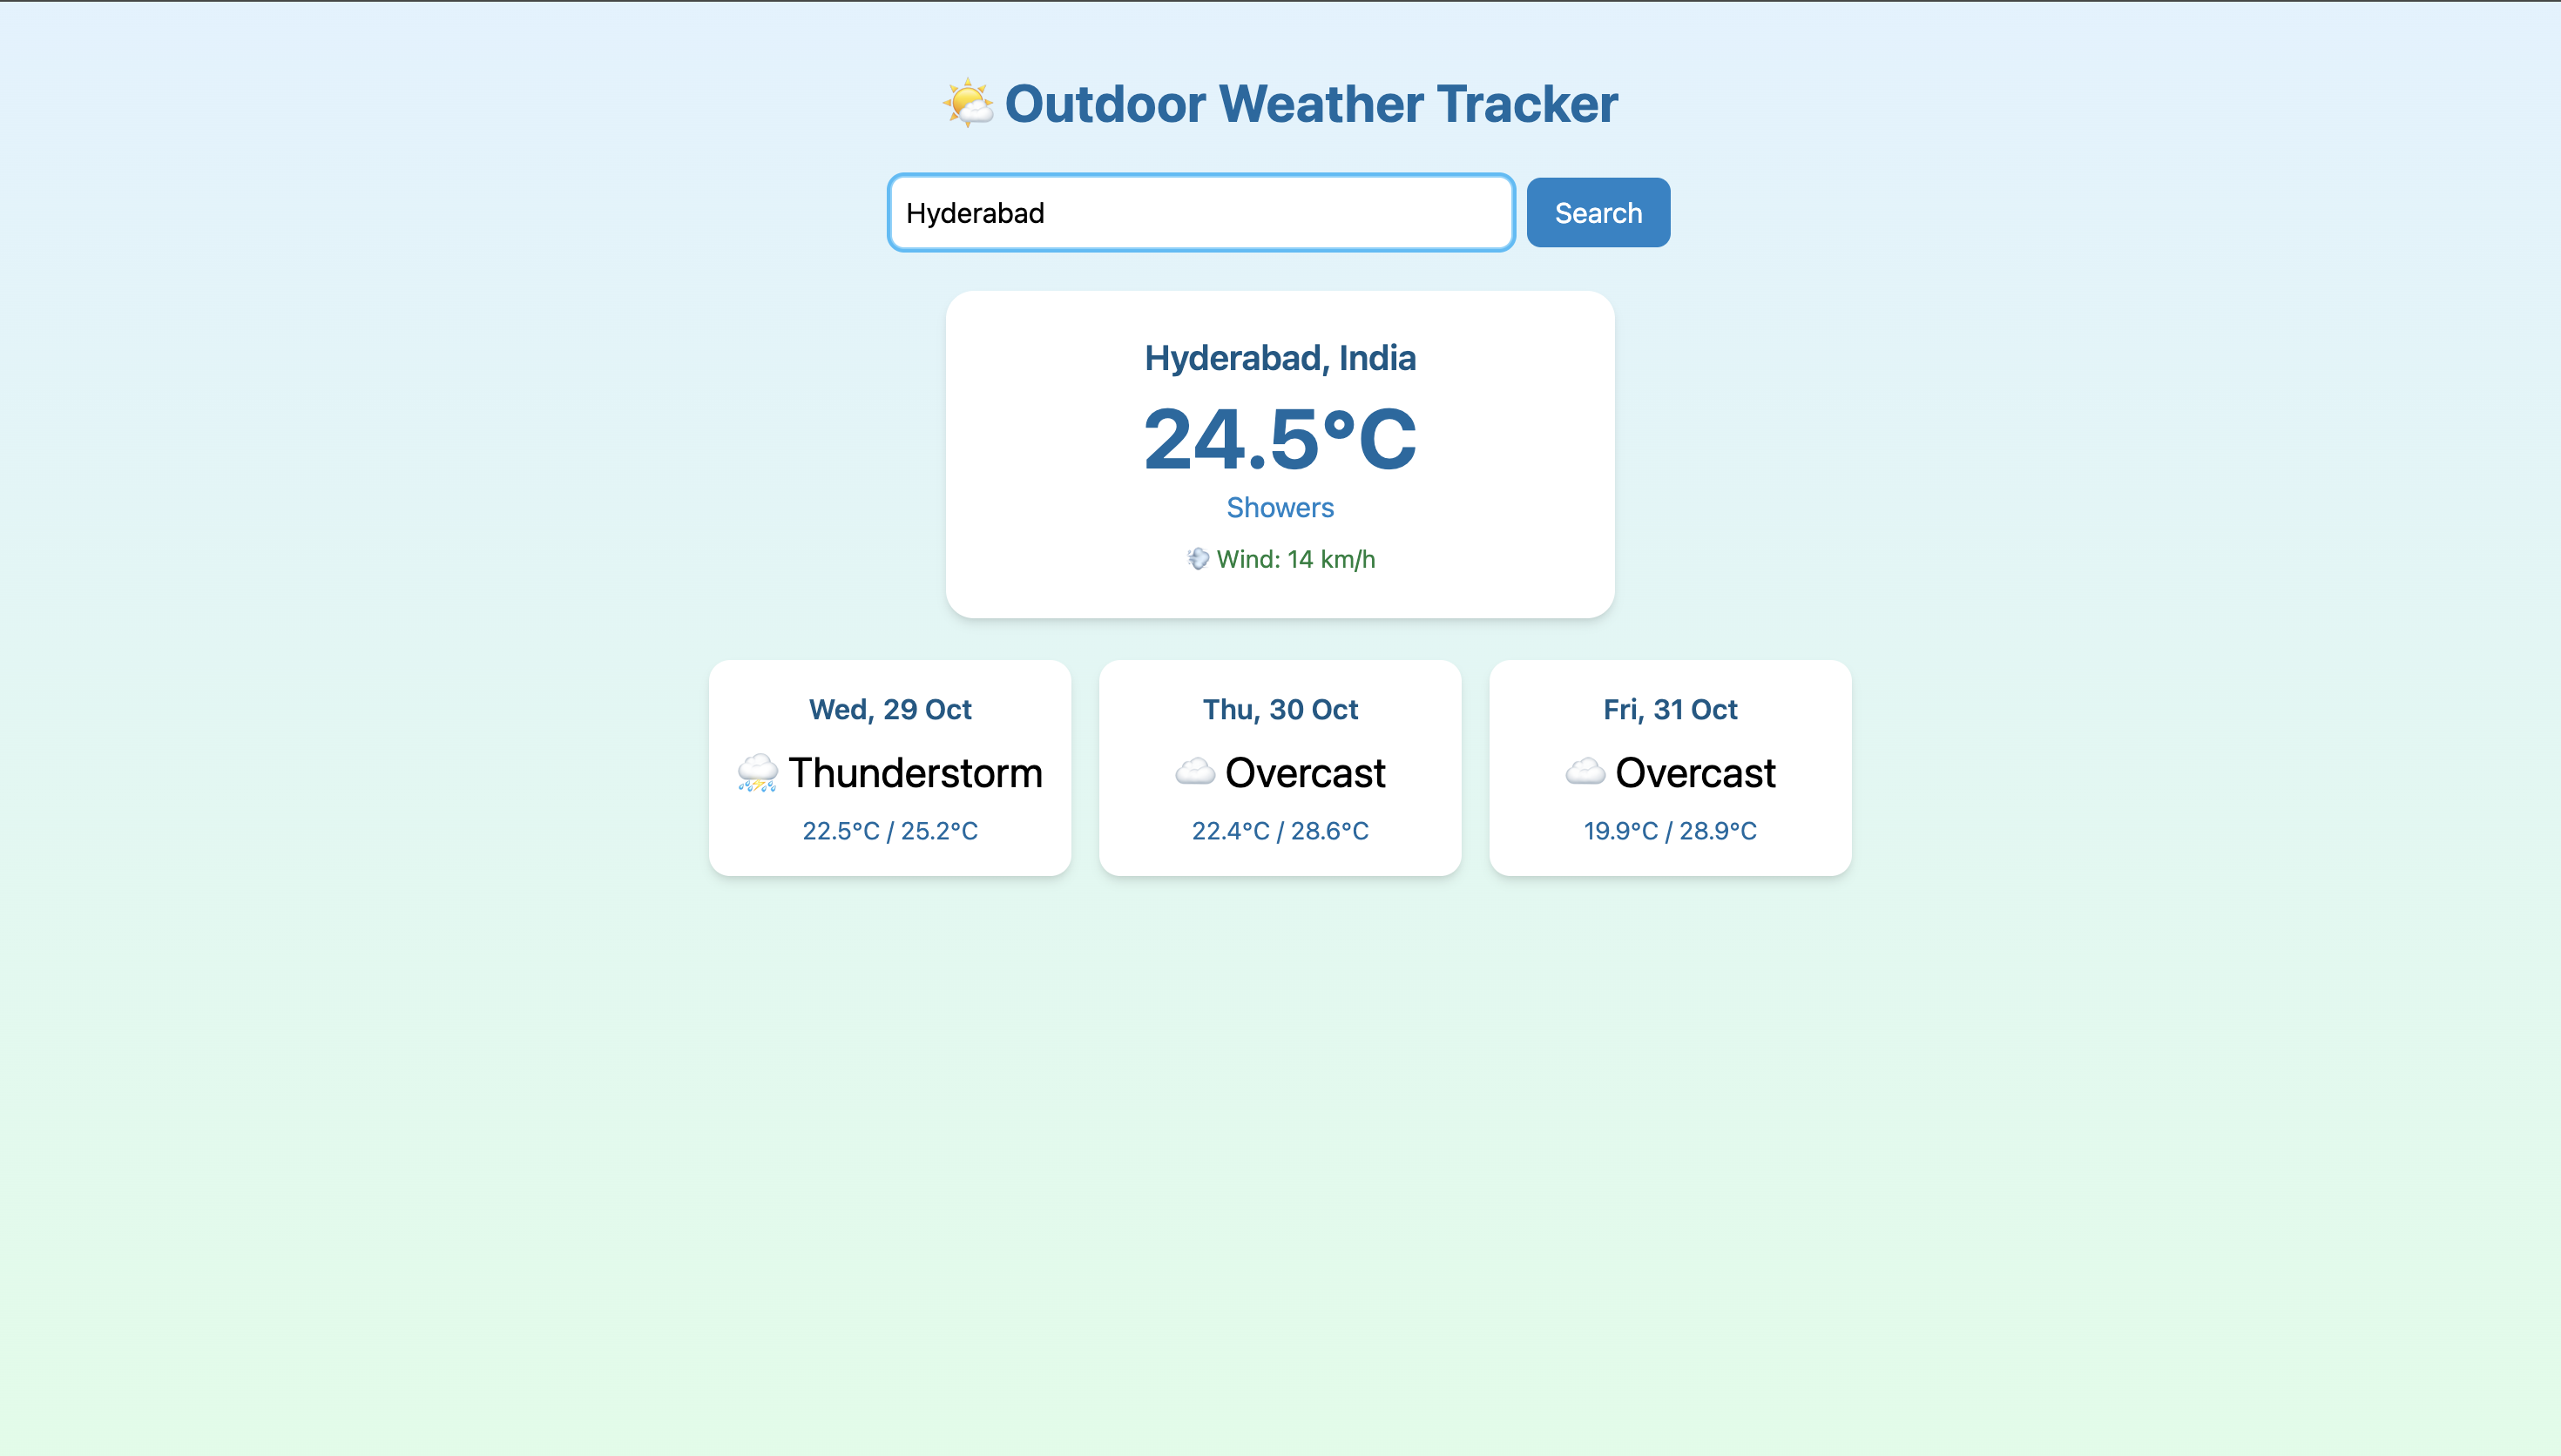 🌤️ Outdoor Weather Tracker
Hyderabad
Search
Hyderabad, India
24.5°C
Showers
💨 Wind: 14 km/h
Wed, 29 Oct
⛈️ Thunderstorm
22.5°C / 25.2°C
Thu, 30 Oct
☁️ Overcast
22.4°C / 28.6°C
Fri, 31 Oct
☁️ Overcast
19.9°C / 28.9°C